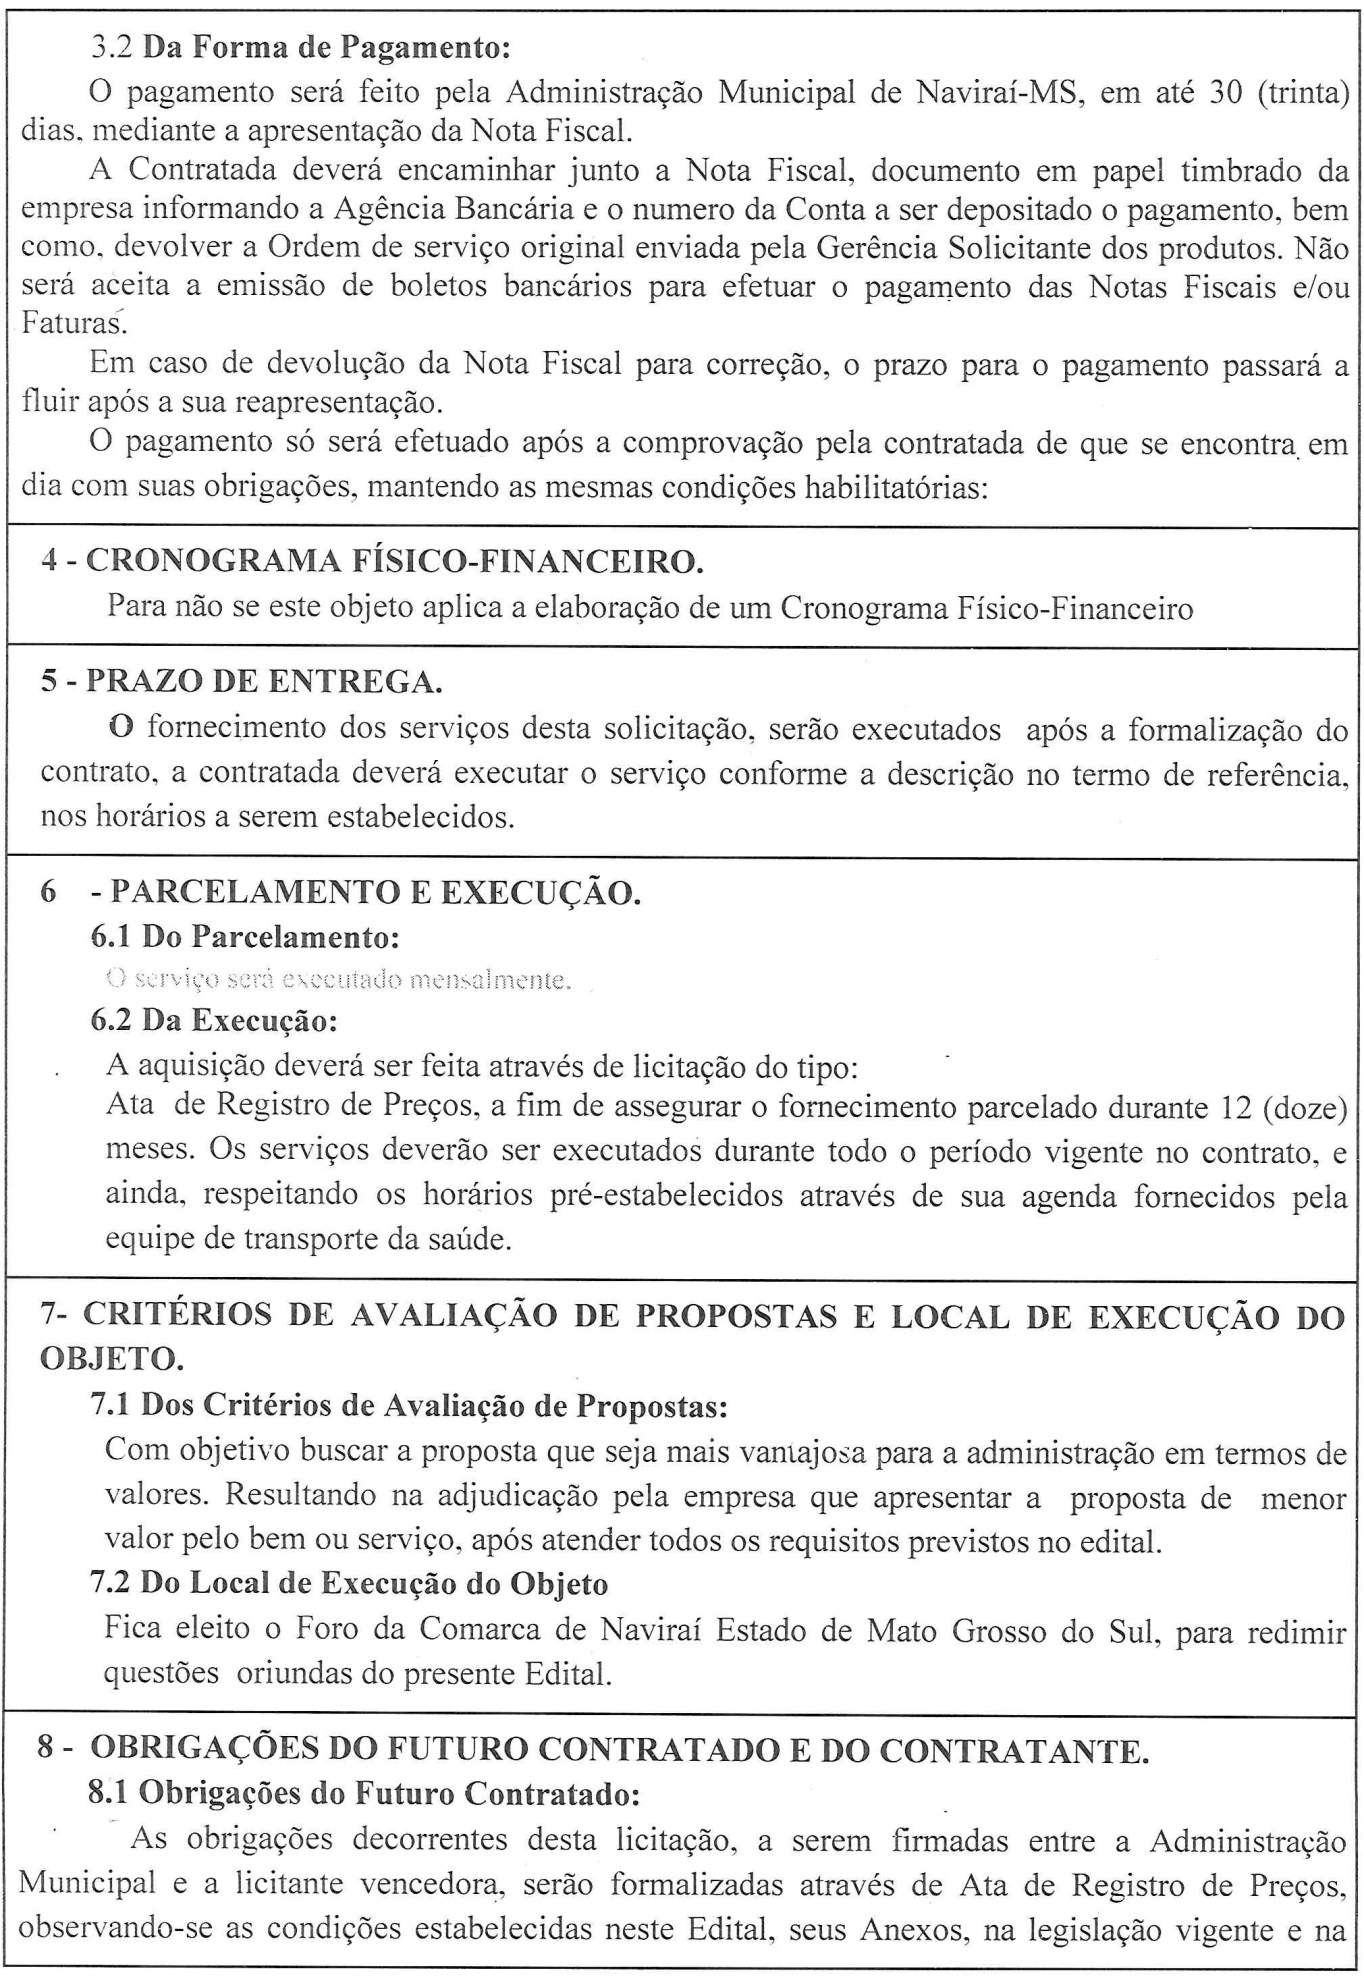 3.2 Da Forma de Pagamento:
O pagamento será feito pela Administração Municipal de Naviraí-MS, em até 30 (trinta)
dias, mediante a apresentação da Nota Fiscal.
A Contratada deverá encaminhar junto a Nota Fiscal, documento em papel timbrado da
empresa informando a Agência Bancária e o numero da Conta a ser depositado o pagamento, bem
como, devolver a Ordem de serviço original enviada pela Gerência Solicitante dos produtos. Não
será aceita a emissão de boletos bancários para efetuar o pagamento das Notas Fiscais e/ou
Faturas.
Em caso de devolução da Nota Fiscal para correção, o prazo para o pagamento passará a
fluir após a sua reapresentação.
O pagamento só será efetuado após a comprovação pela contratada de que se encontra em
dia com suas obrigações, mantendo as mesmas condições habilitatórias:
4 - CRONOGRAMA FÍSICO-FINANCEIRO.
Para não se este objeto aplica a elaboração de um Cronograma Físico-Financeiro
5 - PRAZO DE ENTREGA.
O fornecimento dos serviços desta solicitação, serão executados após a formalização do
contrato, a contratada deverá executar o serviço conforme a descrição no termo de referência,
nos horários a serem estabelecidos.
6 - PARCELAMENTO E EXECUÇÃO.
6.1 Do Parcelamento:
O serviço será executado mensalmente.
6.2 Da Execução:
A aquisição deverá ser feita através de licitação do tipo:
Ata de Registro de Preços, a fim de assegurar o fornecimento parcelado durante 12 (doze)
meses. Os serviços deverão ser executados durante todo o período vigente no contrato, e
ainda, respeitando os horários pré-estabelecidos através de sua agenda fornecidos pela
equipe de transporte da saúde.
7- CRITÉRIOS DE AVALIAÇÃO DE PROPOSTAS E LOCAL DE EXECUÇÃO DO
OBJETO.
7.1 Dos Critérios de Avaliação de Propostas:
Com objetivo buscar a proposta que seja mais vantajosa para a administração em termos de
valores. Resultando na adjudicação pela empresa que apresentar a proposta de menor
valor pelo bem ou serviço, após atender todos os requisitos previstos no edital.
7.2 Do Local de Execução do Objeto
Fica eleito o Foro da Comarca de Naviraí Estado de Mato Grosso do Sul, para redimir
questões oriundas do presente Edital.
8 - OBRIGAÇÕES DO FUTURO CONTRATADO E DO CONTRATANTE.
8.1 Obrigações do Futuro Contratado:
As obrigações decorrentes desta licitação, a serem firmadas entre a Administração
Municipal e a licitante vencedora, serão formalizadas através de Ata de Registro de Preços,
observando-se as condições estabelecidas neste Edital, seus Anexos, na legislação vigente e na